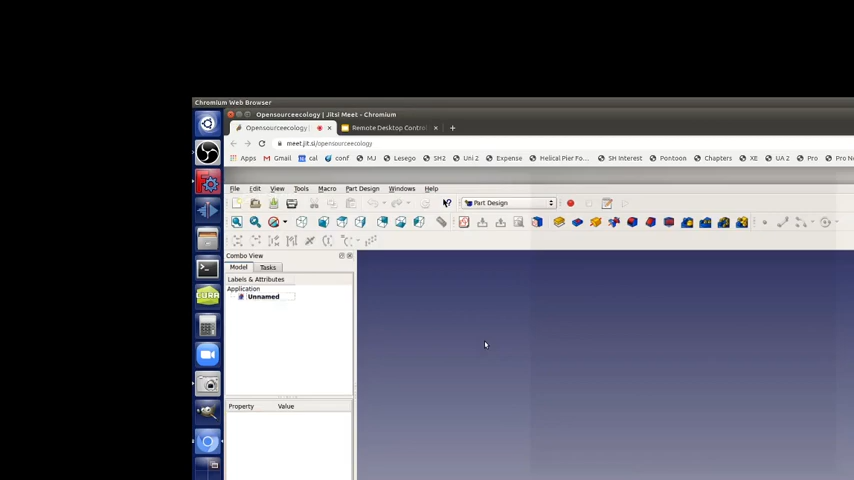 Chromium Web Browser
Opensourceecology | Jitsi Meet - Chromium
Opensourceecology |
Remote Desktop Control
meet.jit.si/opensourceecology
Apps Gmail cal conf MJ Lesego SH2 Uni 2 Expense Helical Pier Fo... SH Interest Pontoon Chapters XE UA 2 Pro Pro No
File Edit View Tools Macro Part Design Windows Help
Part Design
Combo View
Model Tasks
Labels & Attributes
Application
Unnamed
Property Value
CURA